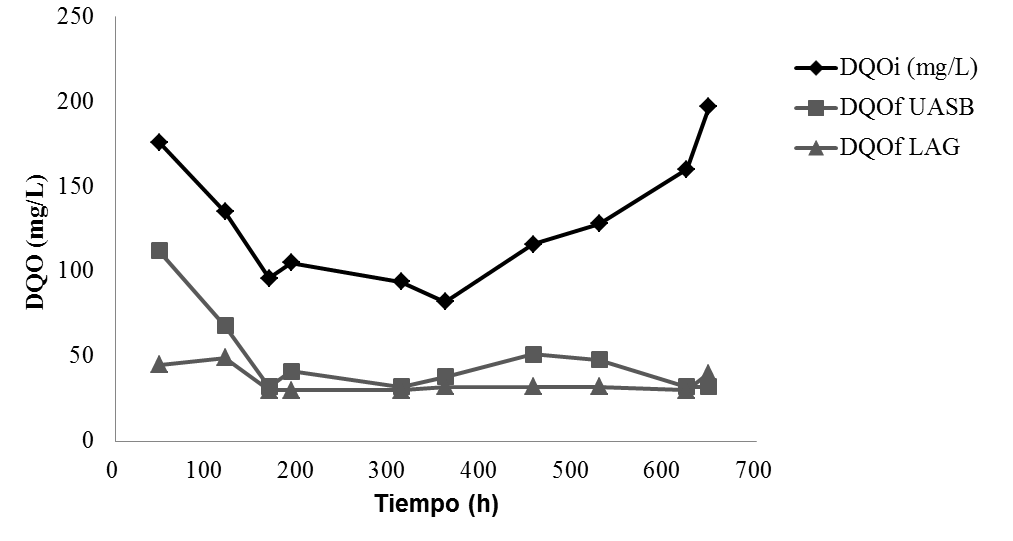 250
200
150
100
50
0
DQO (mg/L)
0 100 200 300 400 500 600 700
Tiempo (h)
DQOi (mg/L)
DQOf UASB
DQOf LAG